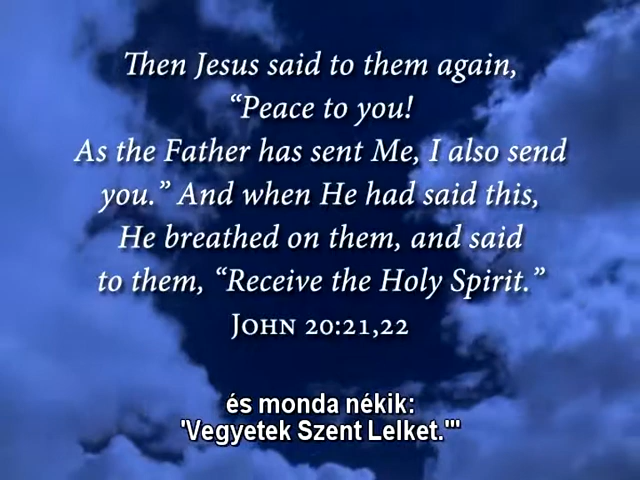 Then Jesus said to them again,
“Peace to you!
As the Father has sent Me, I also send
you.” And when He had said this,
He breathed on them, and said
to them, “Receive the Holy Spirit.”
John 20:21,22
és monda nékik:
'Vegyetek Szent Lelket.'"